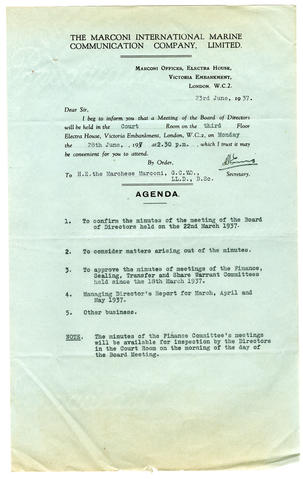 THE MARCONI INTERNATIONAL MARINE
COMMUNICATION COMPANY, LIMITED.
MARCONI OFFICES, ELECTRA HOUSE,
VICTORIA EMBANKMENT,
LONDON. W.C.2.
23rd June, 1937.
Dear Sir,
I beg to inform you that a Meeting of the Board of Directors
will be held in the Court Room on the third Floor
Electra House, Victoria Embankment, London, W.C.2., on Monday
the 28th June, 193 at 2.30 p.m. which I trust it may
be convenient for you to attend.
By Order,
To H.E. the Marchese Marconi, G.C.VO.,
LL.D., D.Sc.
Secretary.
AGENDA.
1. To confirm the minutes of the meeting of the Board
of Directors held on the 22nd March 1937.
2. To consider matters arising out of the minutes.
3. To approve the minutes of meetings of the Finance,
Sealing, Transfer and Share Warrant Committees
held since the 18th March 1937.
4. Managing Director's Report for March, April and
May 1937.
5. Other business.
NOTE. The minutes of the Finance Committee's meetings
will be available for inspection by the Directors
in the Court Room on the morning of the day of
the Board Meeting.